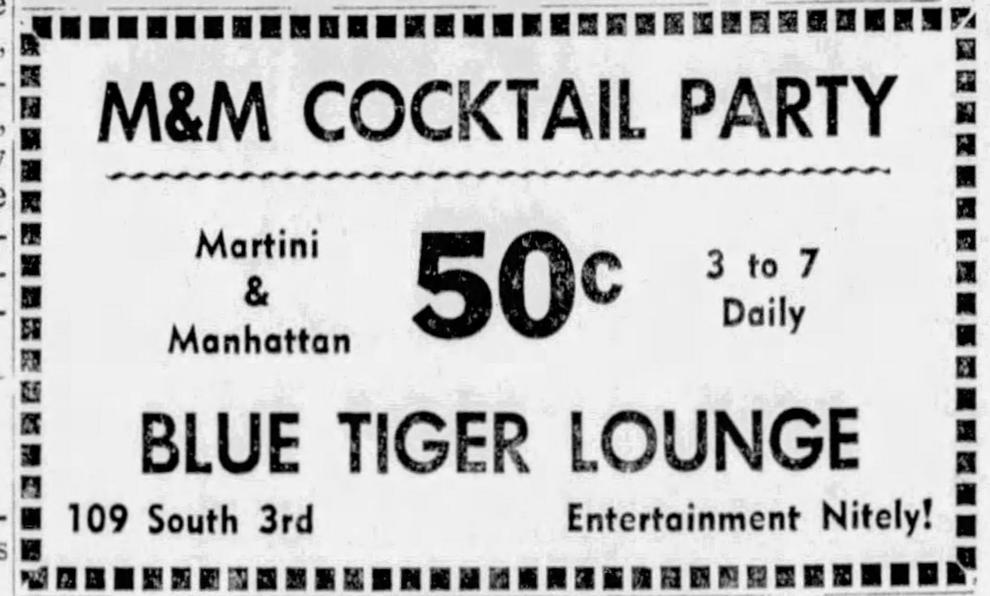 M&M COCKTAIL PARTY
Martini
&
Manhattan
50c
3 to 7
Daily
BLUE TIGER LOUNGE
109 South 3rd
Entertainment Nitely!